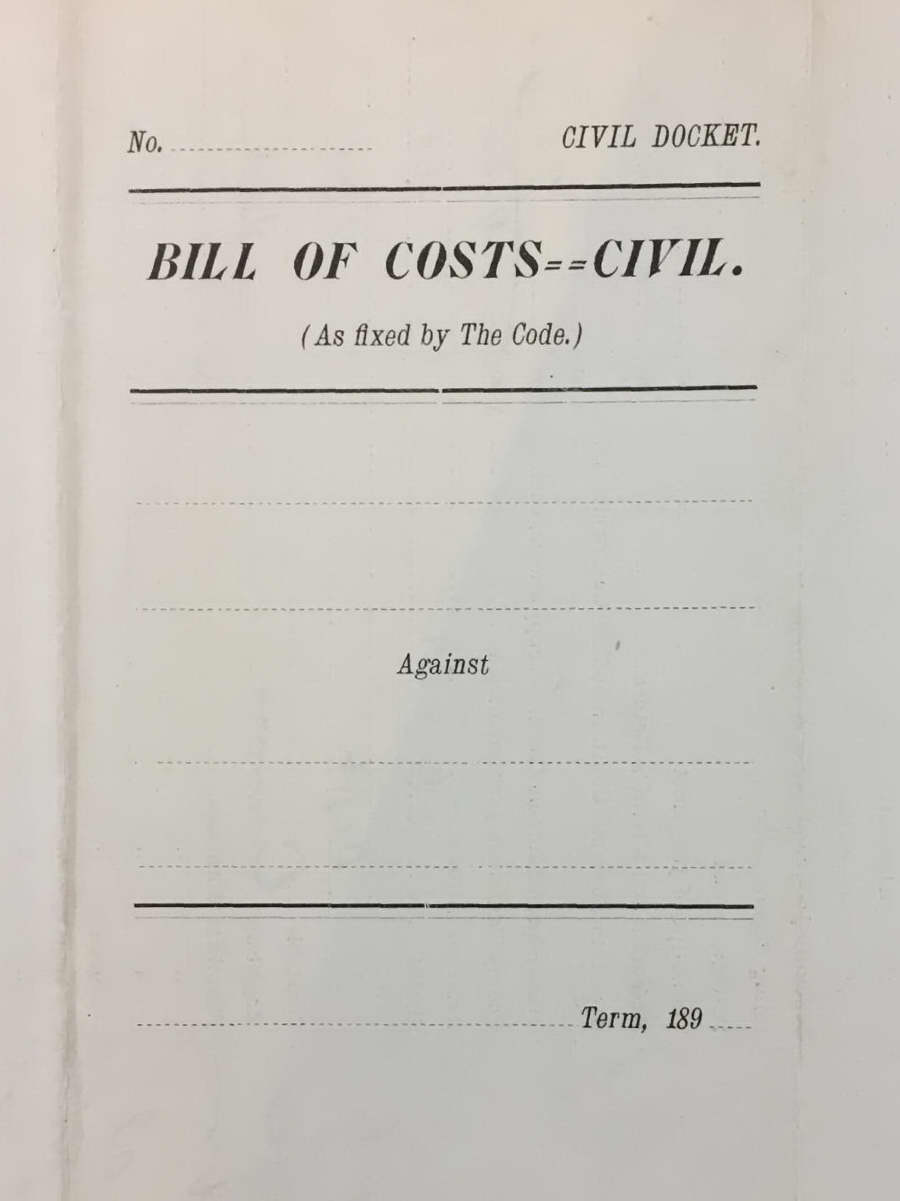 No. CIVIL DOCKET.
BILL OF COSTS==CIVIL.
(As fixed by The Code.)
Against
Term, 189